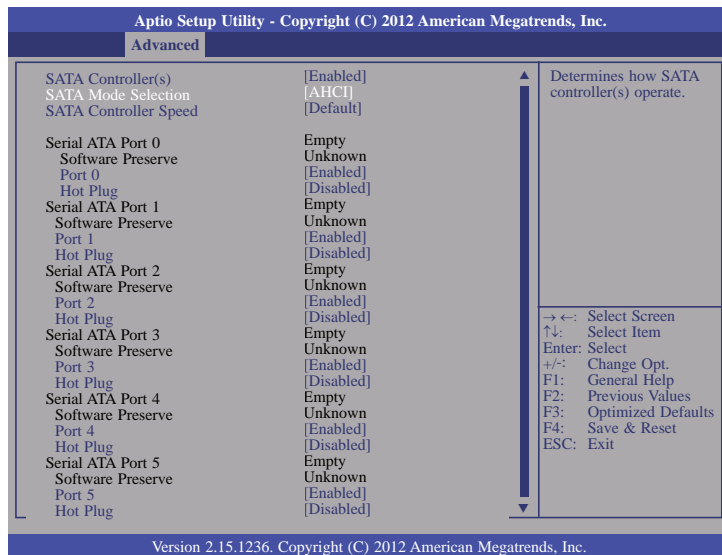 Aptio Setup Utility - Copyright (C) 2012 American Megatrends, Inc.
Advanced
SATA Controller(s) [Enabled]
SATA Mode Selection [AHCI]
SATA Controller Speed [Default]
Serial ATA Port 0 Empty
Software Preserve Unknown
Port 0 [Enabled]
Hot Plug [Disabled]
Serial ATA Port 1 Empty
Software Preserve Unknown
Port 1 [Enabled]
Hot Plug [Disabled]
Serial ATA Port 2 Empty
Software Preserve Unknown
Port 2 [Enabled]
Hot Plug [Disabled]
Serial ATA Port 3 Empty
Software Preserve Unknown
Port 3 [Enabled]
Hot Plug [Disabled]
Serial ATA Port 4 Empty
Software Preserve Unknown
Port 4 [Enabled]
Hot Plug [Disabled]
Serial ATA Port 5 Empty
Software Preserve Unknown
Port 5 [Enabled]
Hot Plug [Disabled]
Determines how SATA
controller(s) operate.
→←: Select Screen
↑↓: Select Item
Enter: Select
+/-: Change Opt.
F1: General Help
F2: Previous Values
F3: Optimized Defaults
F4: Save & Reset
ESC: Exit
Version 2.15.1236. Copyright (C) 2012 American Megatrends, Inc.